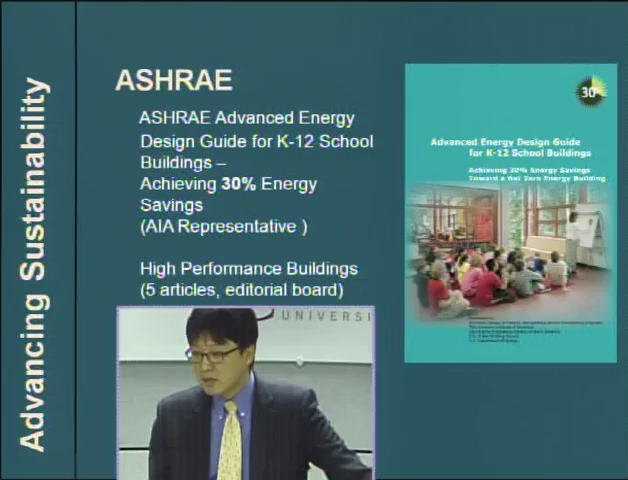 Advancing Sustainability
ASHRAE
ASHRAE Advanced Energy
Design Guide for K-12 School
Buildings –
Achieving 30% Energy
Savings
(AIA Representative )
High Performance Buildings
(5 articles, editorial board)
30%
Advanced Energy Design Guide
for K-12 School Buildings
Achieving 30% Energy Savings
Toward a Net Zero Energy Building
UNIVERSI